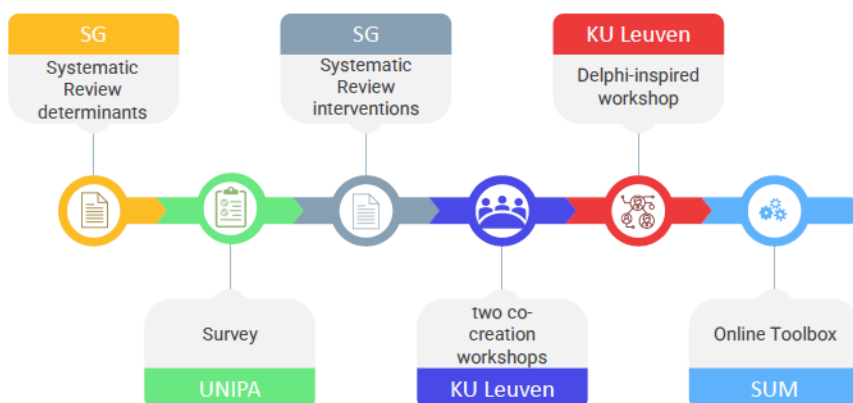 SG
Systematic
Review
determinants
SG
Systematic
Review
interventions
KU Leuven
Delphi-inspired
workshop
Survey
UNIPA
two co-
creation
workshops
KU Leuven
Online Toolbox
SUM